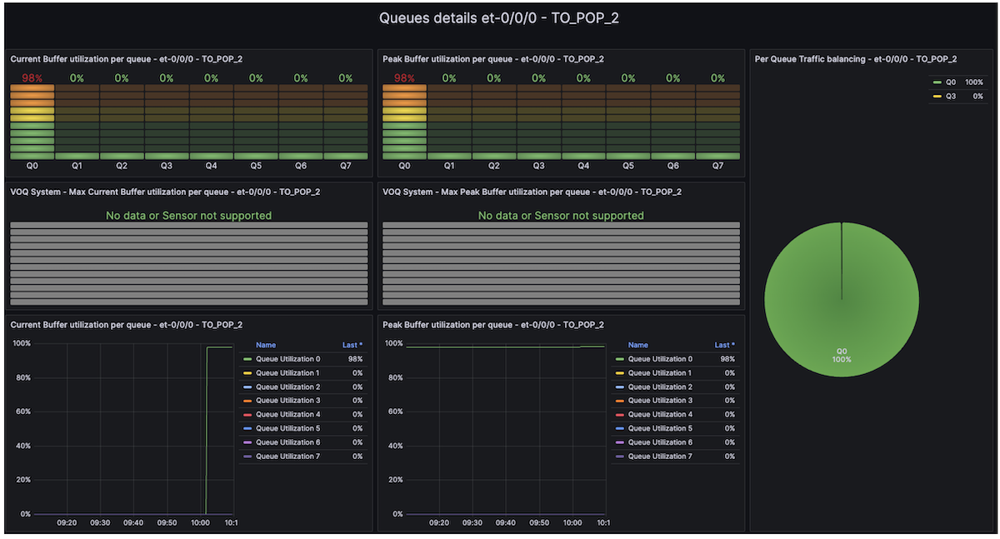 Queues details et-0/0/0 - TO_POP_2
Current Buffer utilization per queue - et-0/0/0 - TO_POP_2
98% 0% 0% 0% 0% 0% 0% 0%
Q0 Q1 Q2 Q3 Q4 Q5 Q6 Q7
Peak Buffer utilization per queue - et-0/0/0 - TO_POP_2
98% 0% 0% 0% 0% 0% 0% 0%
Q0 Q1 Q2 Q3 Q4 Q5 Q6 Q7
Per Queue Traffic balancing - et-0/0/0 - TO_POP_2
Q0 100%
Q3 0%
Q0
100%
VOQ System - Max Current Buffer utilization per queue - et-0/0/0 - TO_POP_2
No data or Sensor not supported
VOQ System - Max Peak Buffer utilization per queue - et-0/0/0 - TO_POP_2
No data or Sensor not supported
Current Buffer utilization per queue - et-0/0/0 - TO_POP_2
100%
80%
60%
40%
20%
0%
09:20 09:30 09:40 09:50 10:00 10:1
Name Last *
Queue Utilization 0 98%
Queue Utilization 1 0%
Queue Utilization 2 0%
Queue Utilization 3 0%
Queue Utilization 4 0%
Queue Utilization 5 0%
Queue Utilization 6 0%
Queue Utilization 7 0%
Peak Buffer utilization per queue - et-0/0/0 - TO_POP_2
100%
80%
60%
40%
20%
0%
09:20 09:30 09:40 09:50 10:00 10:1
Name Last *
Queue Utilization 0 98%
Queue Utilization 1 0%
Queue Utilization 2 0%
Queue Utilization 3 0%
Queue Utilization 4 0%
Queue Utilization 5 0%
Queue Utilization 6 0%
Queue Utilization 7 0%